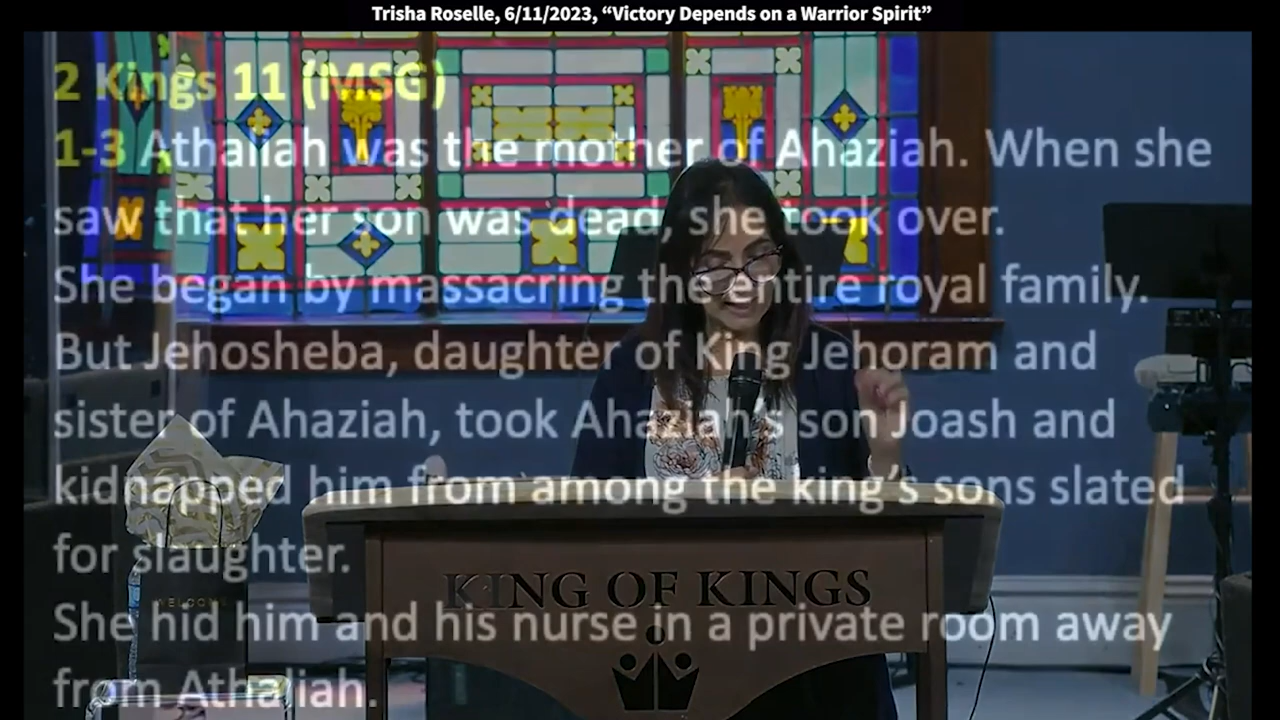 Trisha Roselle, 6/11/2023, “Victory Depends on a Warrior Spirit”
2 Kings 11 (MSG)
1-3 Athaliah was the mother of Ahaziah. When she
saw that her son was dead, she took over.
She began by massacring the entire royal family.
But Jehosheba, daughter of King Jehoram and
sister of Ahaziah, took Ahaziah’s son Joash and
kidnapped him from among the king’s sons slated
for slaughter.
She hid him and his nurse in a private room away
from Athaliah.
KING OF KINGS
WELCOME